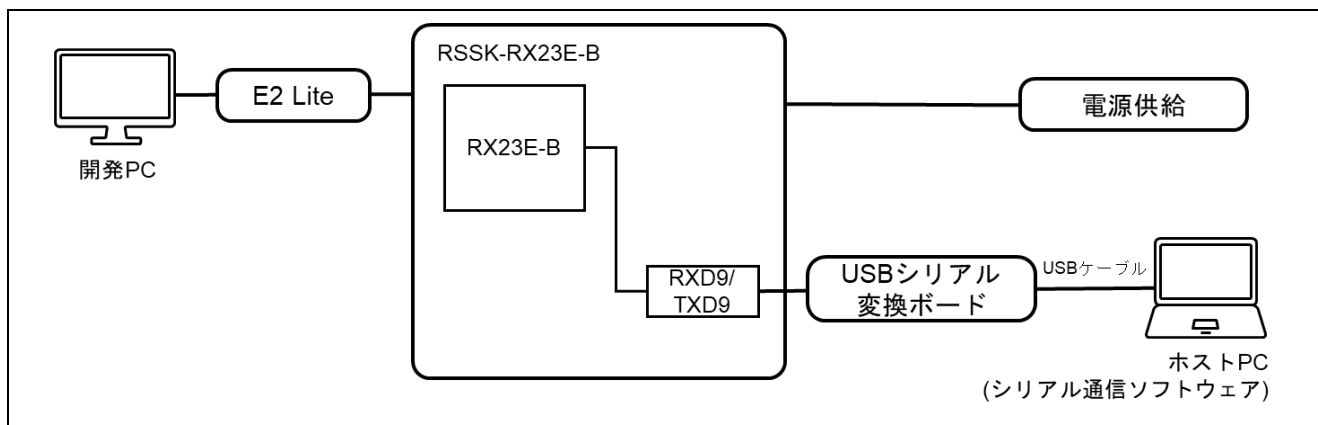 RSSK-RX23E-B
E2 Lite
開発PC
RX23E-B
電源供給
RXD9/
TXD9
USBシリアル
変換ボード
USBケーブル
ホストPC
(シリアル通信ソフトウェア)